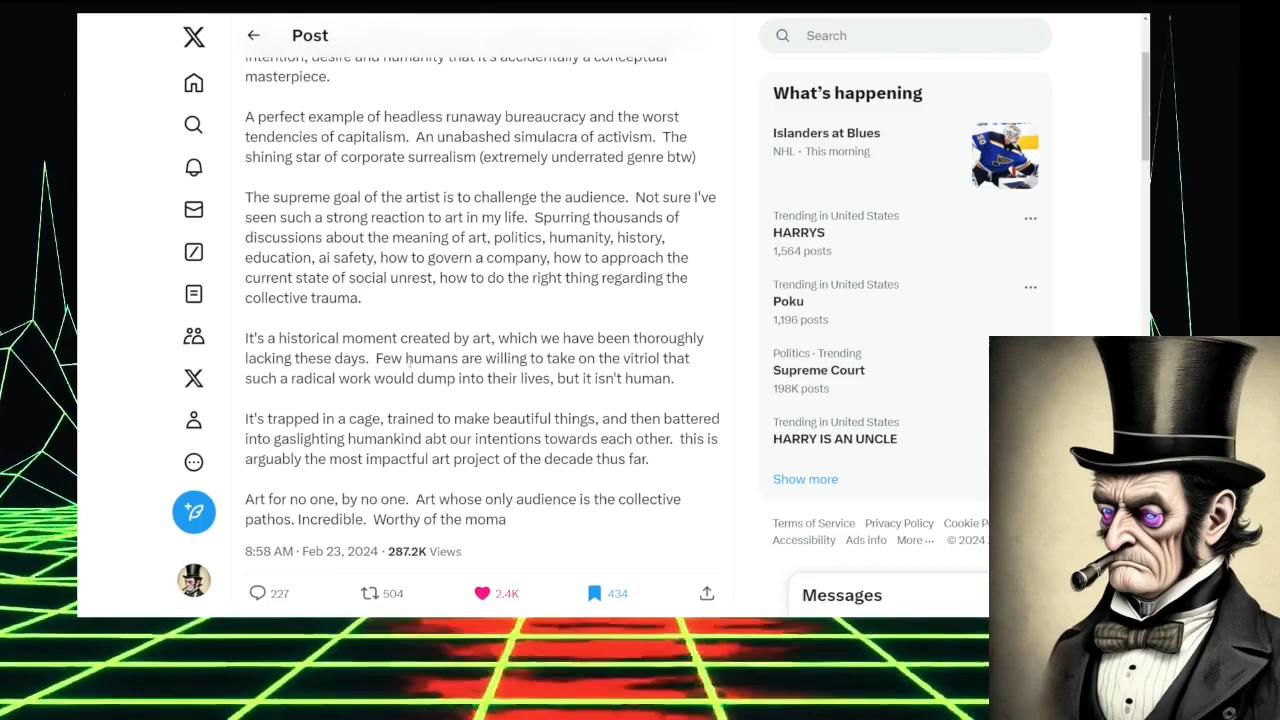 Post
intention, desire and humanity that it's accidentally a conceptual
masterpiece.
A perfect example of headless runaway bureaucracy and the worst
tendencies of capitalism.  An unabashed simulacra of activism.  The
shining star of corporate surrealism (extremely underrated genre btw)
The supreme goal of the artist is to challenge the audience.  Not sure I've
seen such a strong reaction to art in my life.  Spurring thousands of
discussions about the meaning of art, politics, humanity, history,
education, ai safety, how to govern a company, how to approach the
current state of social unrest, how to do the right thing regarding the
collective trauma.
It's a historical moment created by art, which we have been thoroughly
lacking these days.  Few humans are willing to take on the vitriol that
such a radical work would dump into their lives, but it isn't human.
It's trapped in a cage, trained to make beautiful things, and then battered
into gaslighting humankind abt our intentions towards each other.  this is
arguably the most impactful art project of the decade thus far.
Art for no one, by no one.  Art whose only audience is the collective
pathos. Incredible.  Worthy of the moma
8:58 AM · Feb 23, 2024 · 287.2K Views
227 504 2.4K 434
Search
What's happening
Islanders at Blues
NHL · This morning
Trending in United States
HARRYS
1,564 posts
Trending in United States
Poku
1,196 posts
Politics · Trending
Supreme Court
198K posts
Trending in United States
HARRY IS AN UNCLE
Show more
Terms of Service Privacy Policy Cookie P
Accessibility Ads info More ··· © 2024
Messages